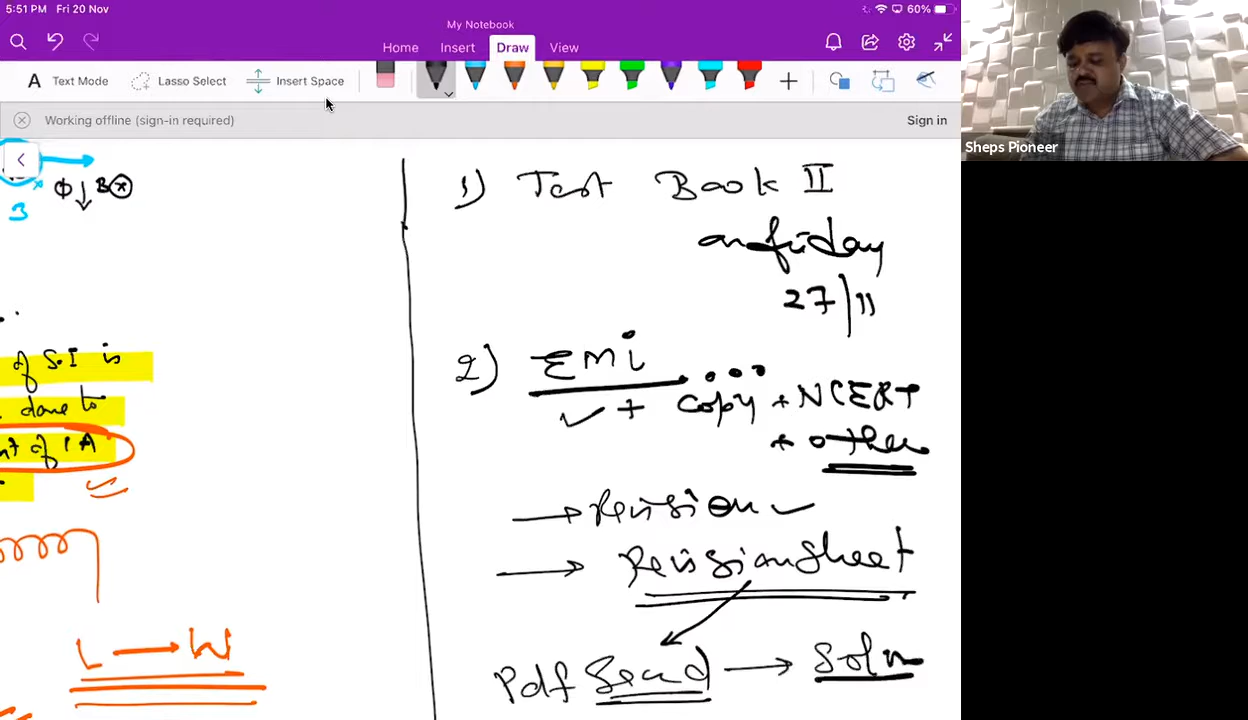 5:51 PM Fri 20 Nov
60%
My Notebook
Home Insert Draw View
A Text Mode Lasso Select Insert Space
Working offline (sign-in required) Sign in
Sheps Pioneer
Φ↓ B⊗
3
1) Test Book II
on friday
27/11
of S.I is
done to
of 1A
2) EMI
✓ + copy + NCERT
+ other
→ Revision ✓
→ Revision Sheet
L → W
Pdf Send → Soln